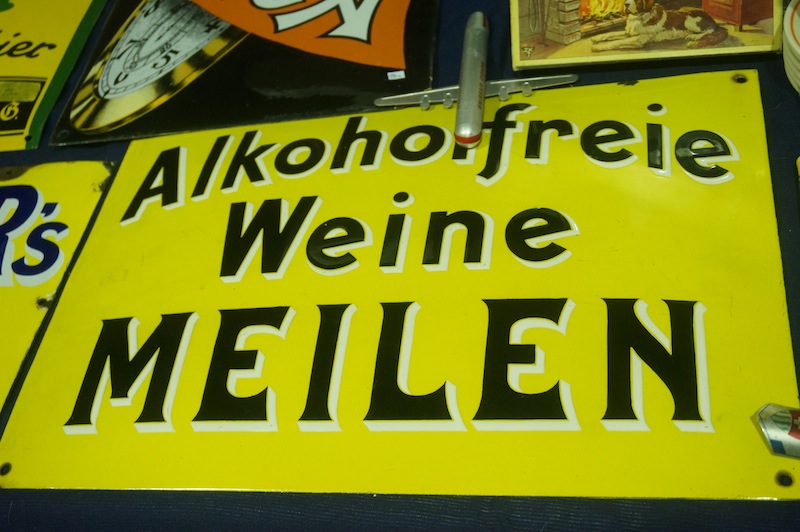 Alkoholfreie
Weine
MEILEN
R's